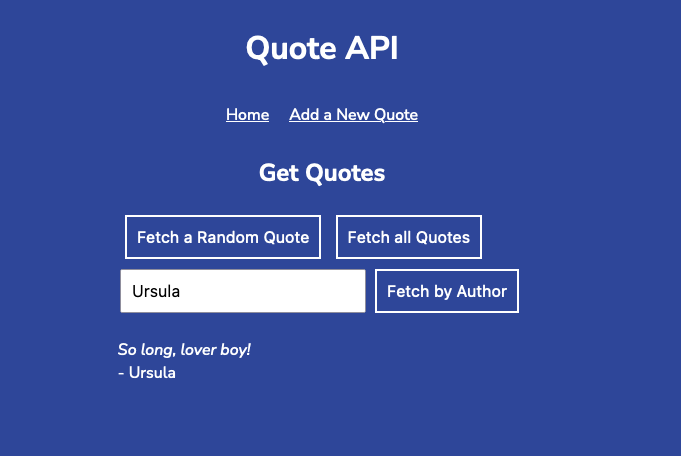 Quote API
Home Add a New Quote
Get Quotes
Fetch a Random Quote Fetch all Quotes
Ursula Fetch by Author
So long, lover boy!
- Ursula